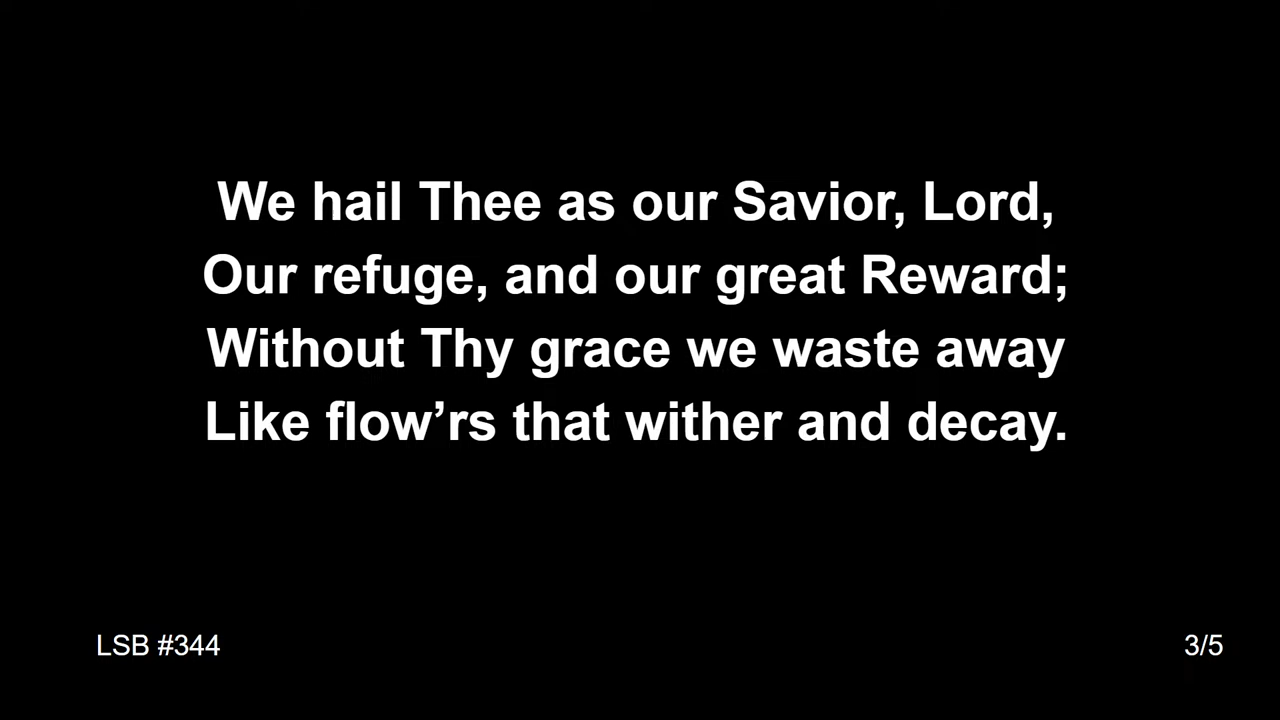 We hail Thee as our Savior, Lord,
Our refuge, and our great Reward;
Without Thy grace we waste away
Like flow’rs that wither and decay.
LSB #344
3/5